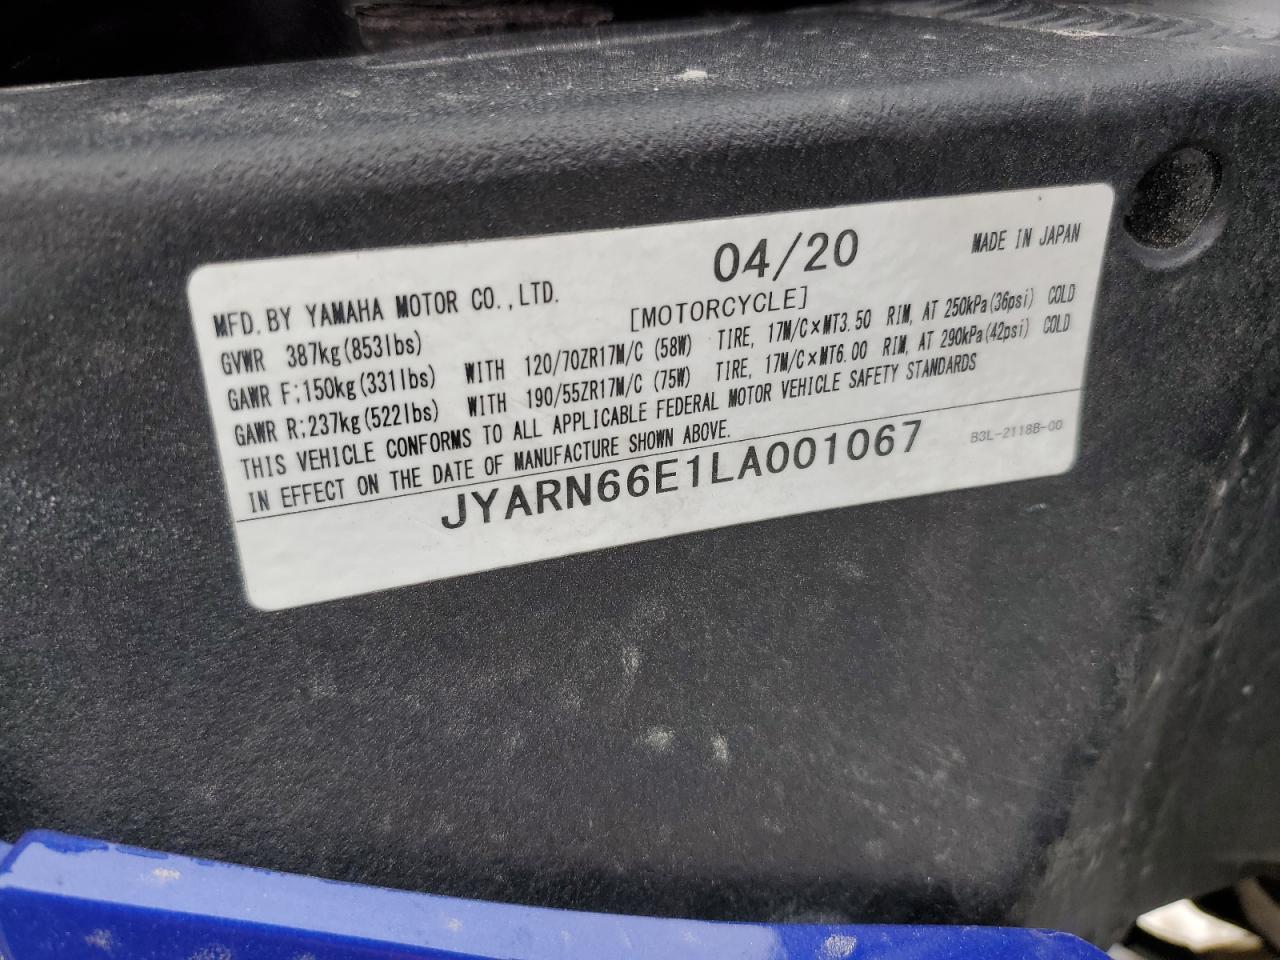 04/20
MADE IN JAPAN
MFD. BY YAMAHA MOTOR CO., LTD.
[MOTORCYCLE]
GVWR 387kg(853lbs)
GAWR F:150kg(331lbs) WITH 120/70ZR17M/C (58W) TIRE, 17M/C×MT3.50 RIM, AT 250kPa(36psi) COLD
GAWR R:237kg(522lbs) WITH 190/55ZR17M/C (75W) TIRE, 17M/C×MT6.00 RIM, AT 290kPa(42psi) COLD
THIS VEHICLE CONFORMS TO ALL APPLICABLE FEDERAL MOTOR VEHICLE SAFETY STANDARDS
IN EFFECT ON THE DATE OF MANUFACTURE SHOWN ABOVE.
JYARN66E1LA001067
B3L-2118B-00